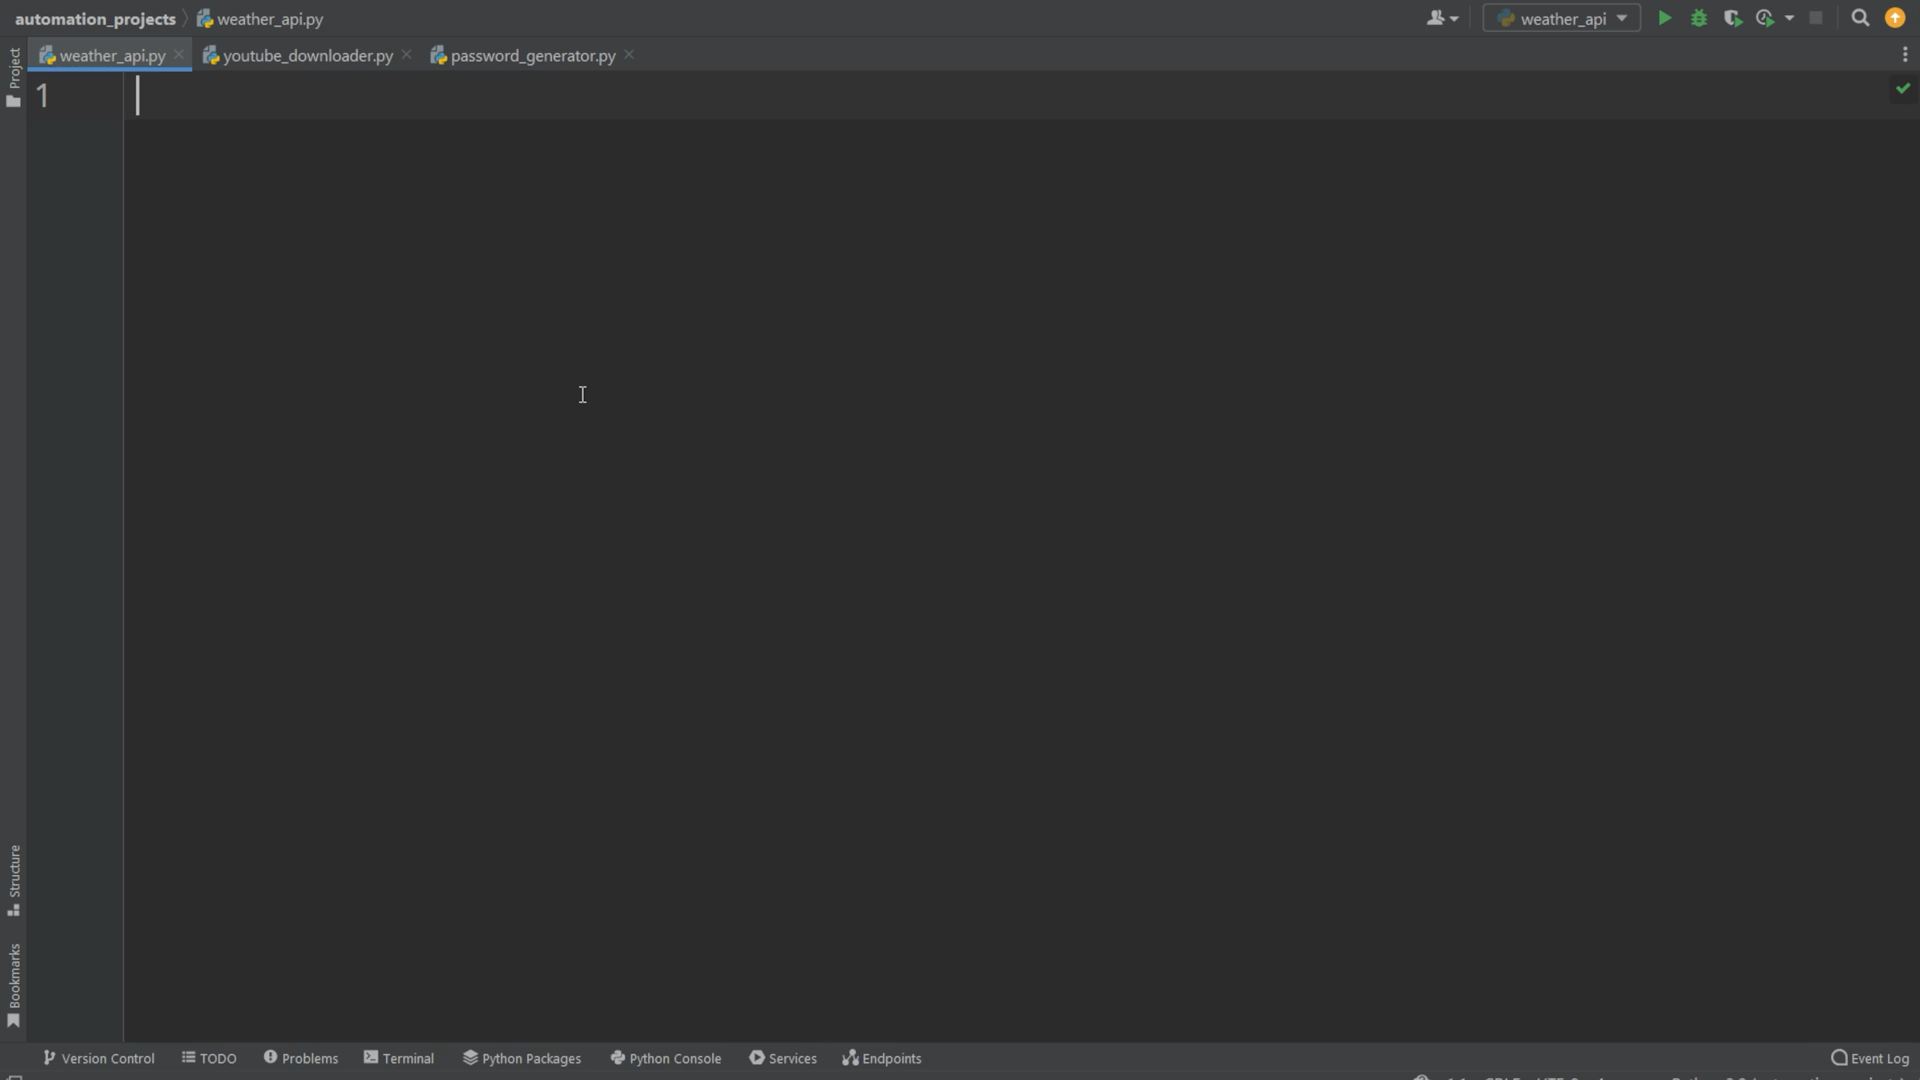 automation_projects weather_api.py
weather_api
weather_api.py youtube_downloader.py password_generator.py
Project
1
Structure
Bookmarks
Version Control TODO Problems Terminal Python Packages Python Console Services Endpoints Event Log